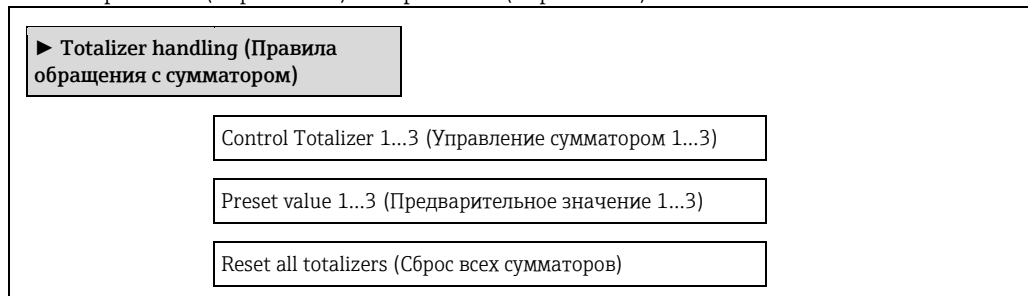 ► Totalizer handling (Правила
обращения с сумматором)
Control Totalizer 1…3 (Управление сумматором 1…3)
Preset value 1…3 (Предварительное значение 1…3)
Reset all totalizers (Сброс всех сумматоров)